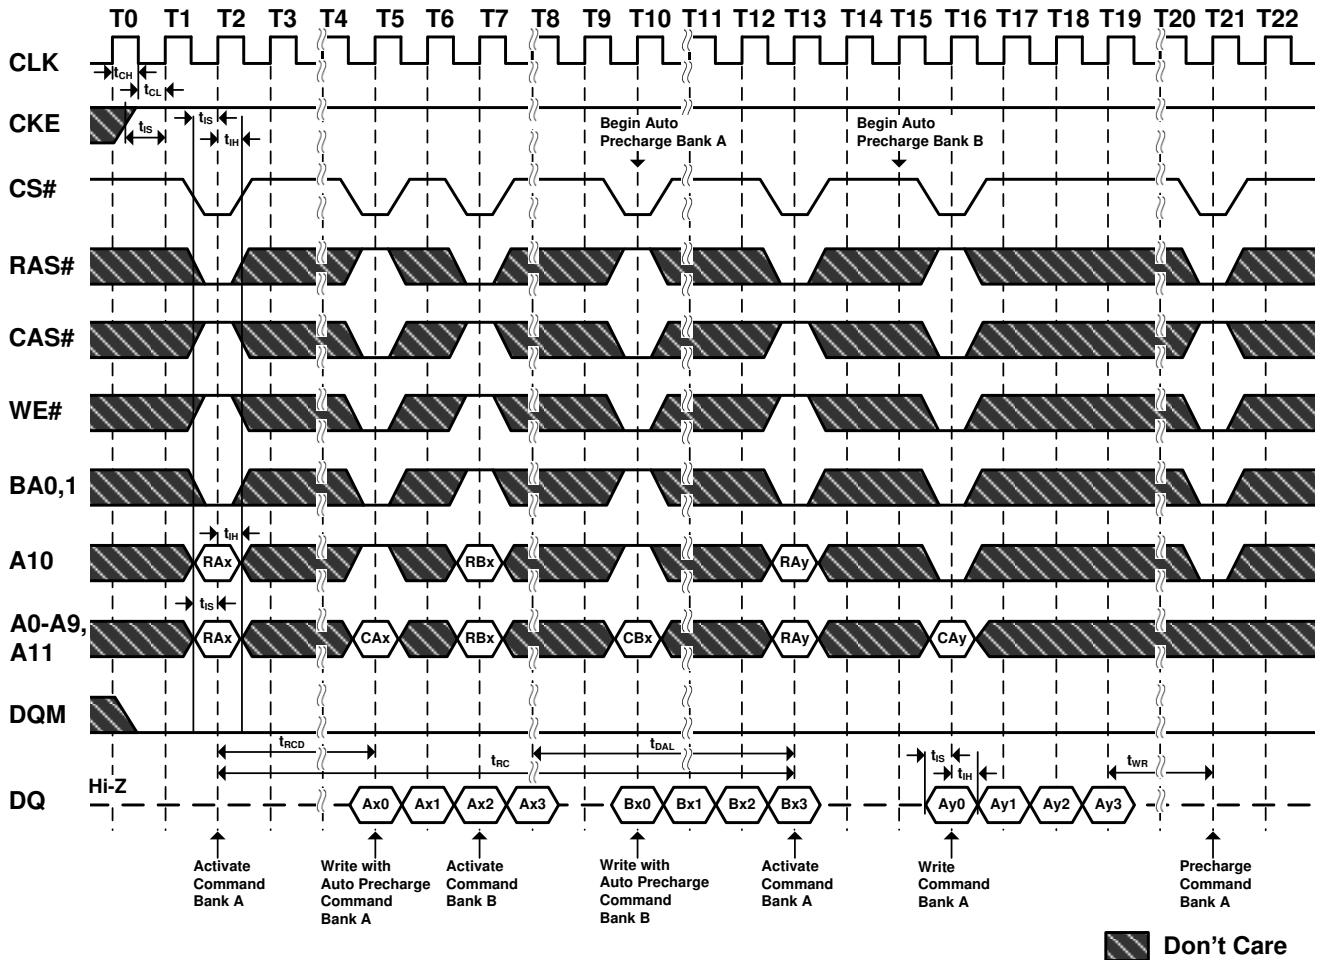 T0 T1 T2 T3 T4 T5 T6 T7 T8 T9 T10 T11 T12 T13 T14 T15 T16 T17 T18 T19 T20 T21 T22
CLK
tCH
tCL
CKE
tIS
tIS
tIH
Begin Auto
Precharge Bank A
Begin Auto
Precharge Bank B
CS#
RAS#
CAS#
WE#
BA0,1
tIH
A10
RAx
RBx
RAy
tIS
A0-A9,
A11
RAx
CAx
RBx
CBx
RAy
CAy
DQM
tRCD
tDAL
tRC
tIS
tIH
tWR
Hi-Z
DQ
Ax0
Ax1
Ax2
Ax3
Bx0
Bx1
Bx2
Bx3
Ay0
Ay1
Ay2
Ay3
Activate
Command
Bank A
Write with
Auto Precharge
Command
Bank A
Activate
Command
Bank B
Write with
Auto Precharge
Command
Bank B
Activate
Command
Bank A
Write
Command
Bank A
Precharge
Command
Bank A
Don't Care